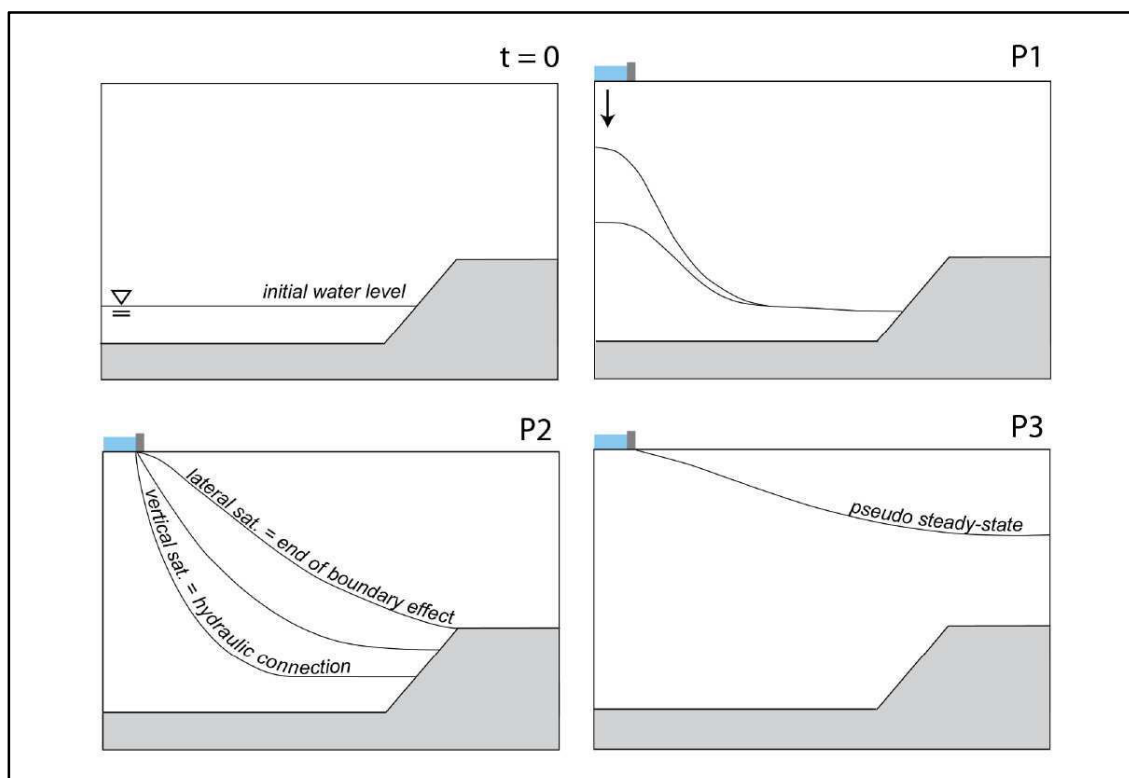 t = 0
initial water level
P1
P2
lateral sat. = end of boundary effect
vertical sat. = hydraulic connection
P3
pseudo steady-state